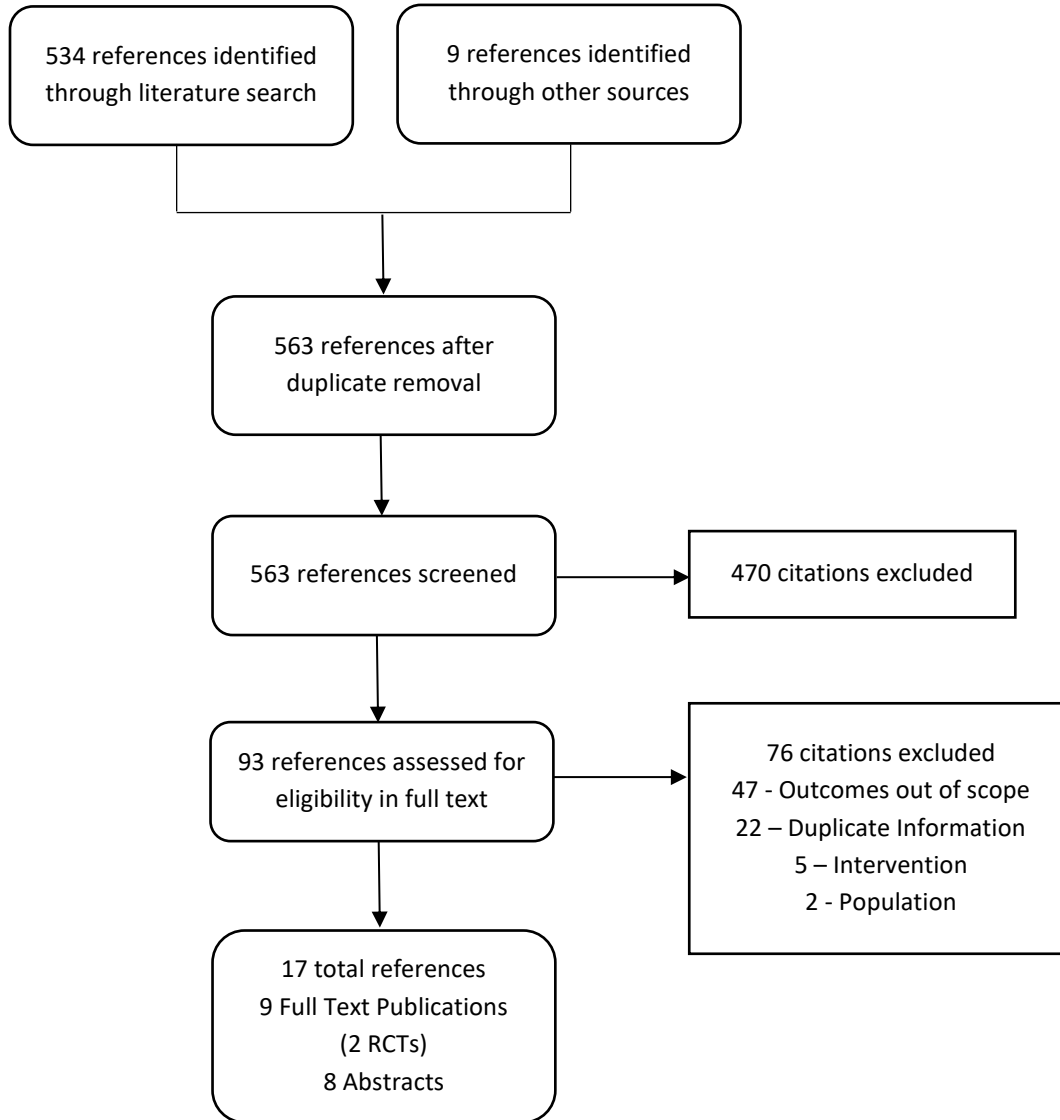 534 references identified
through literature search
9 references identified
through other sources
563 references after
duplicate removal
563 references screened
470 citations excluded
93 references assessed for
eligibility in full text
76 citations excluded
47 - Outcomes out of scope
22 – Duplicate Information
5 – Intervention
2 - Population
17 total references
9 Full Text Publications
(2 RCTs)
8 Abstracts